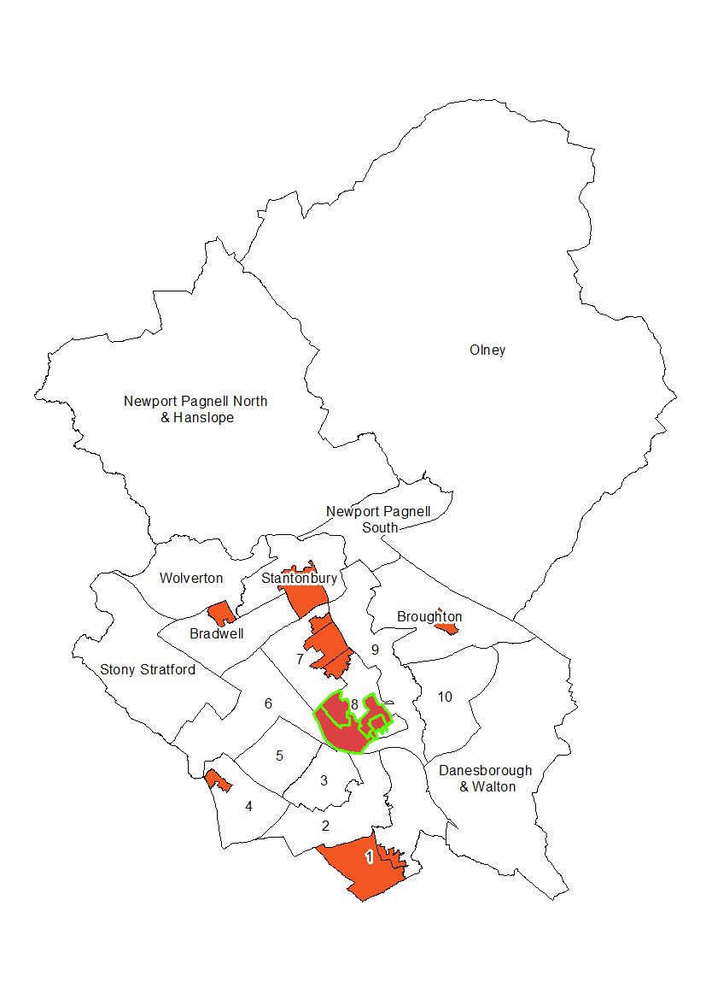 Olney
Newport Pagnell North
& Hanslope
Newport Pagnell
South
Wolverton
Stantonbury
Broughton
Bradwell
Stony Stratford
9
7
10
6
8
5
3
Danesborough
& Walton
4
2
1